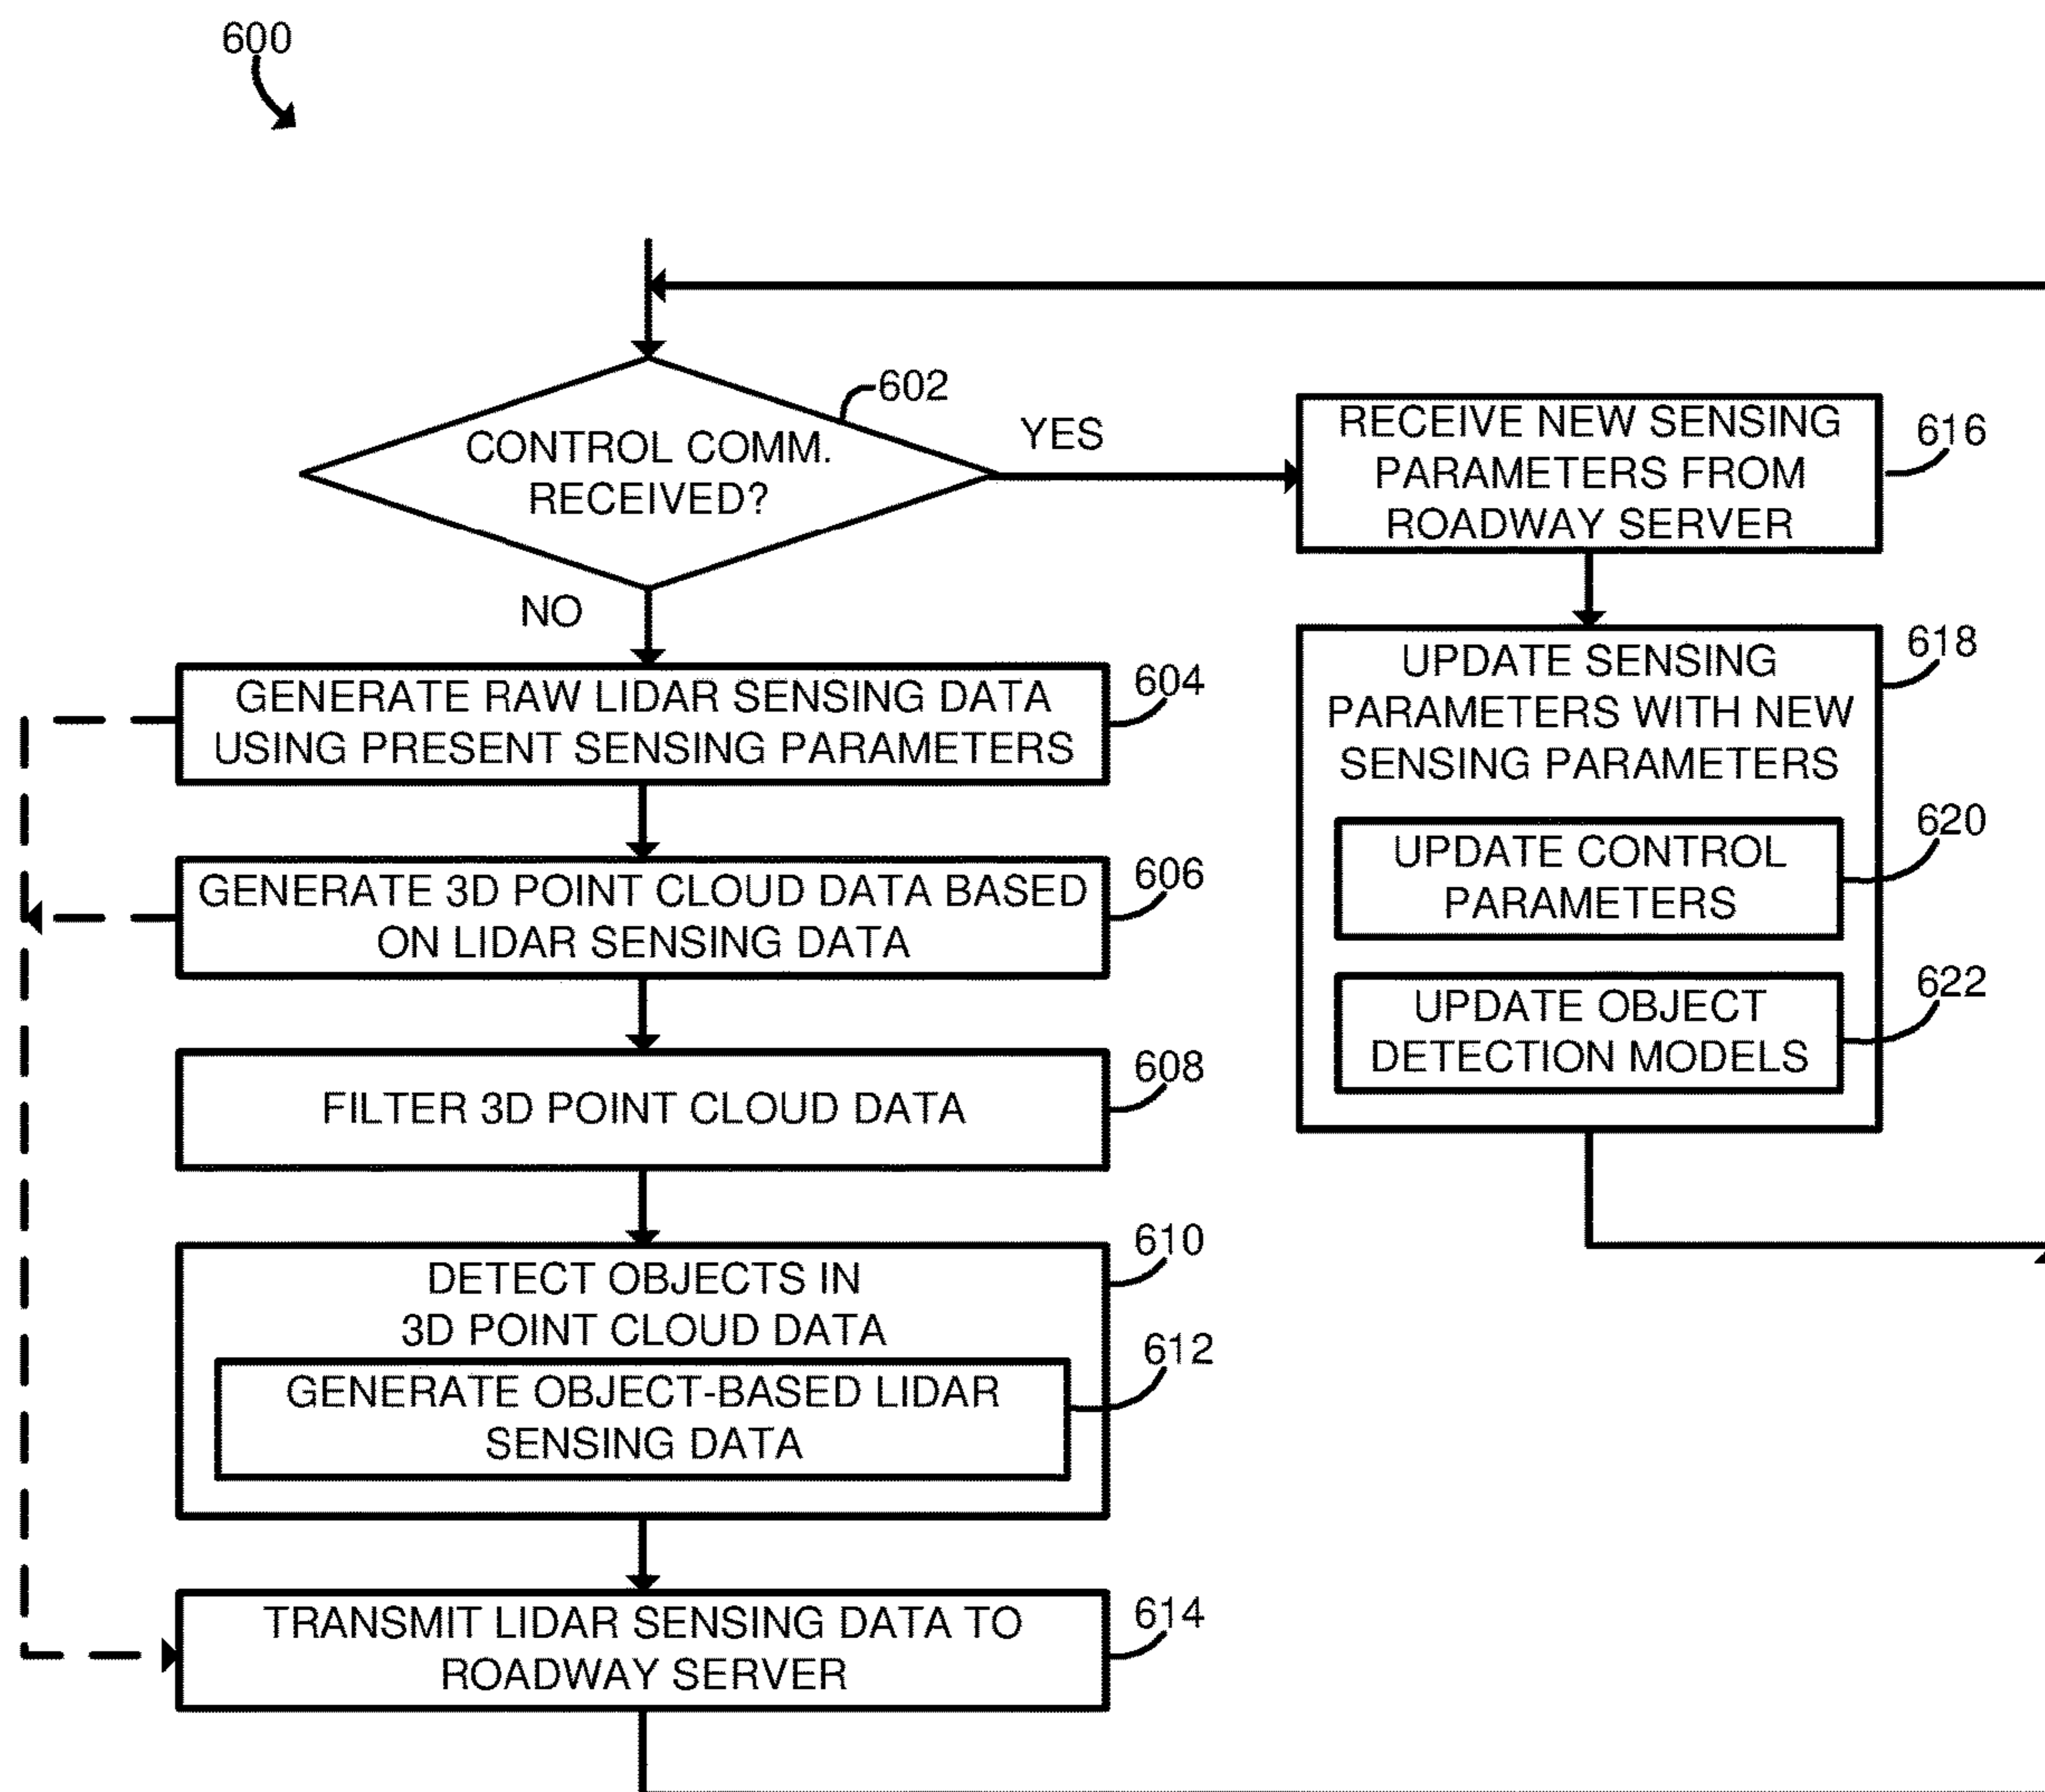 600
602
CONTROL COMM.
RECEIVED?
YES
NO
RECEIVE NEW SENSING
PARAMETERS FROM
ROADWAY SERVER
616
UPDATE SENSING
PARAMETERS WITH NEW
SENSING PARAMETERS
618
UPDATE CONTROL
PARAMETERS
620
UPDATE OBJECT
DETECTION MODELS
622
GENERATE RAW LIDAR SENSING DATA
USING PRESENT SENSING PARAMETERS
604
GENERATE 3D POINT CLOUD DATA BASED
ON LIDAR SENSING DATA
606
FILTER 3D POINT CLOUD DATA
608
DETECT OBJECTS IN
3D POINT CLOUD DATA
610
GENERATE OBJECT-BASED LIDAR
SENSING DATA
612
TRANSMIT LIDAR SENSING DATA TO
ROADWAY SERVER
614